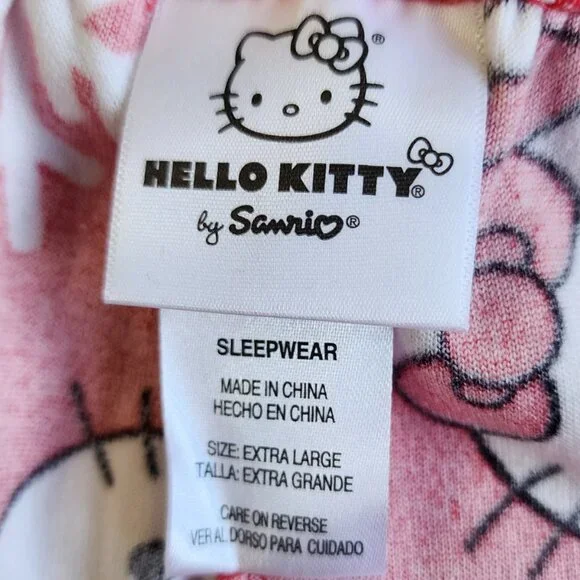 ®
HELLO KITTY®
by Sanrio®
SLEEPWEAR
MADE IN CHINA
HECHO EN CHINA
SIZE: EXTRA LARGE
TALLA: EXTRA GRANDE
CARE ON REVERSE
VER AL DORSO PARA CUIDADO